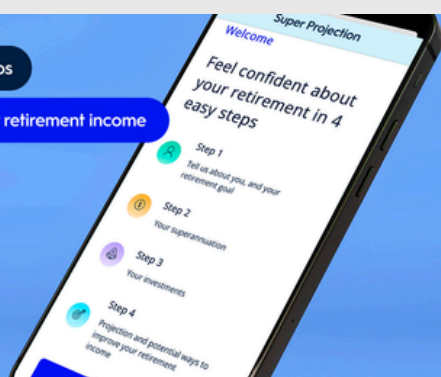 os
retirement income
Super Projection
Welcome
Feel confident about
your retirement in 4
easy steps
Step 1
Tell us about you, and your
retirement goal
Step 2
Your superannuation
Step 3
Your investments
Step 4
Projection and potential ways to
improve your retirement
income